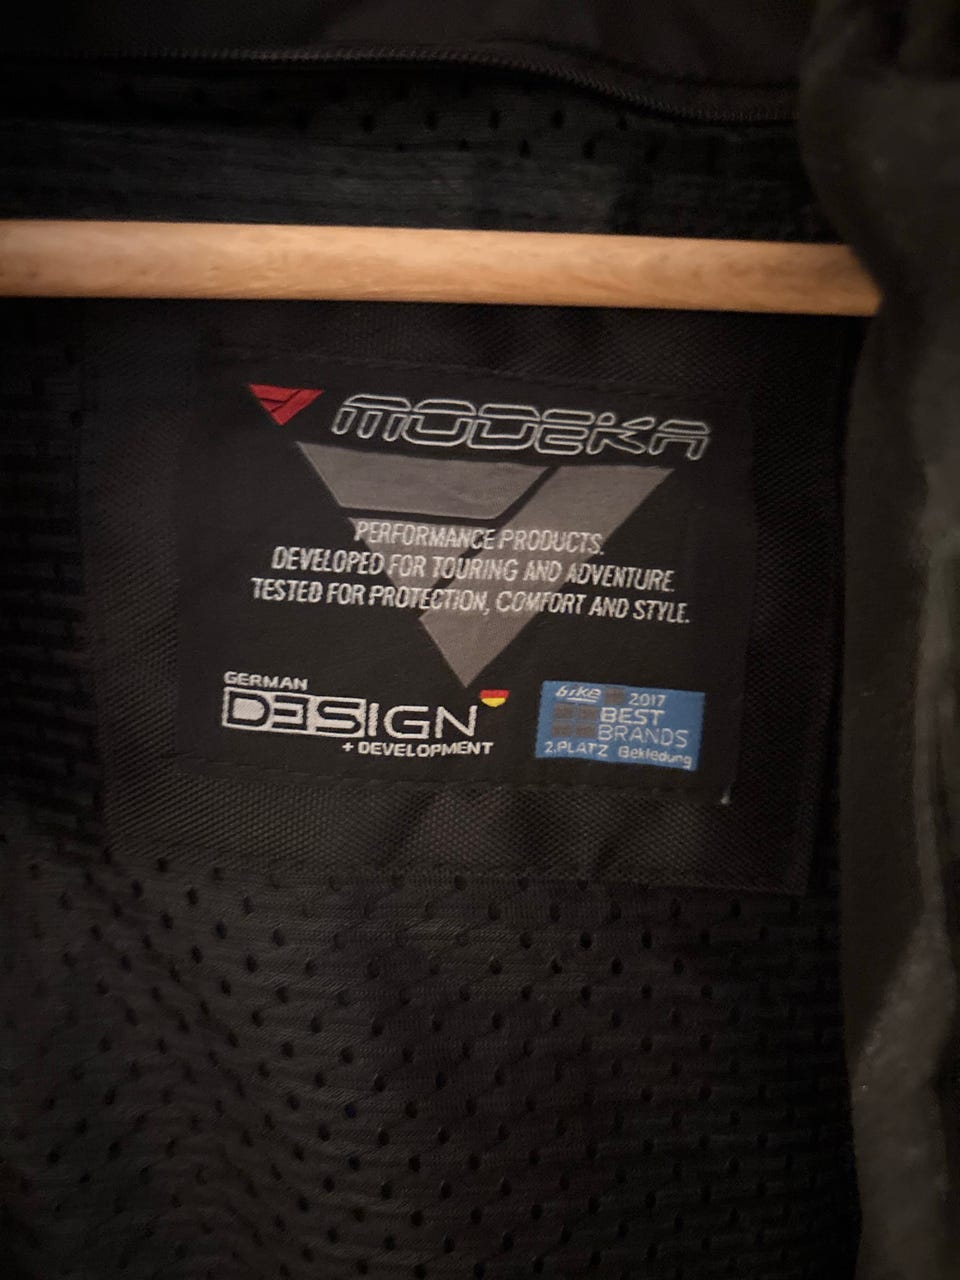 MODEKA
PERFORMANCE PRODUCTS.
DEVELOPED FOR TOURING AND ADVENTURE.
TESTED FOR PROTECTION, COMFORT AND STYLE.
GERMAN
DESIGN
+ DEVELOPMENT
bike 2017
BEST
BRANDS
2.PLATZ Bekleidung